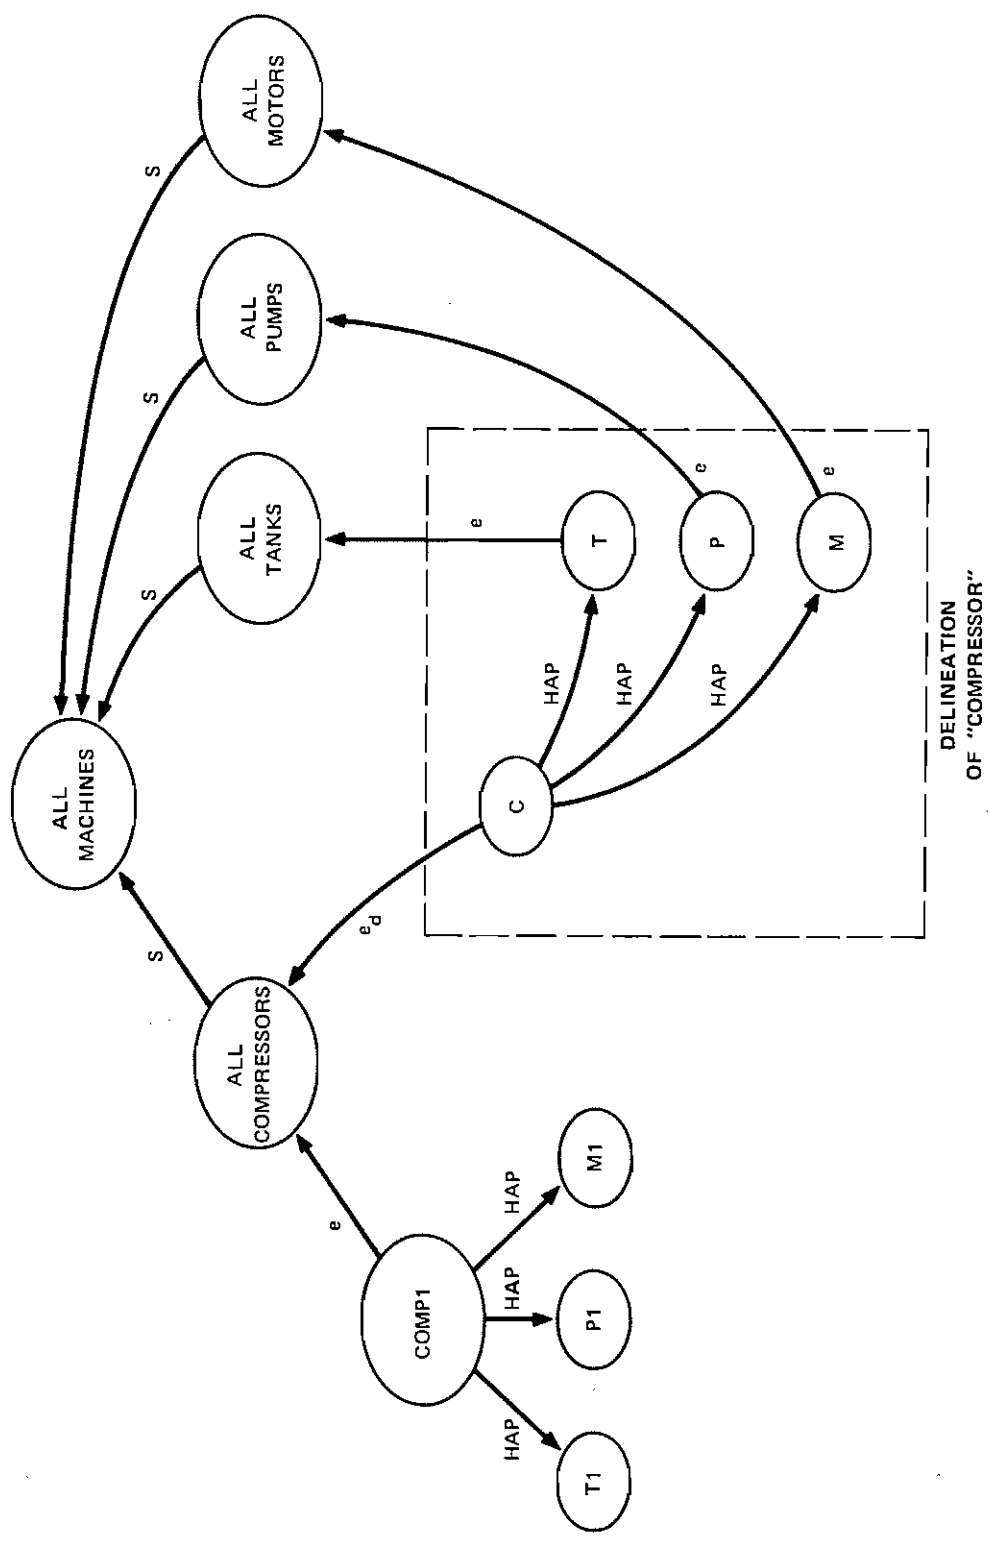 ALL
MACHINES
S
S
S
S
ALL
COMPRESSORS
ALL
TANKS
ALL
PUMPS
ALL
MOTORS
e
e
d
e
e
e
COMP1
C
HAP
HAP
HAP
T
P
M
HAP
HAP
HAP
T1
P1
M1
DELINEATION
OF "COMPRESSOR"